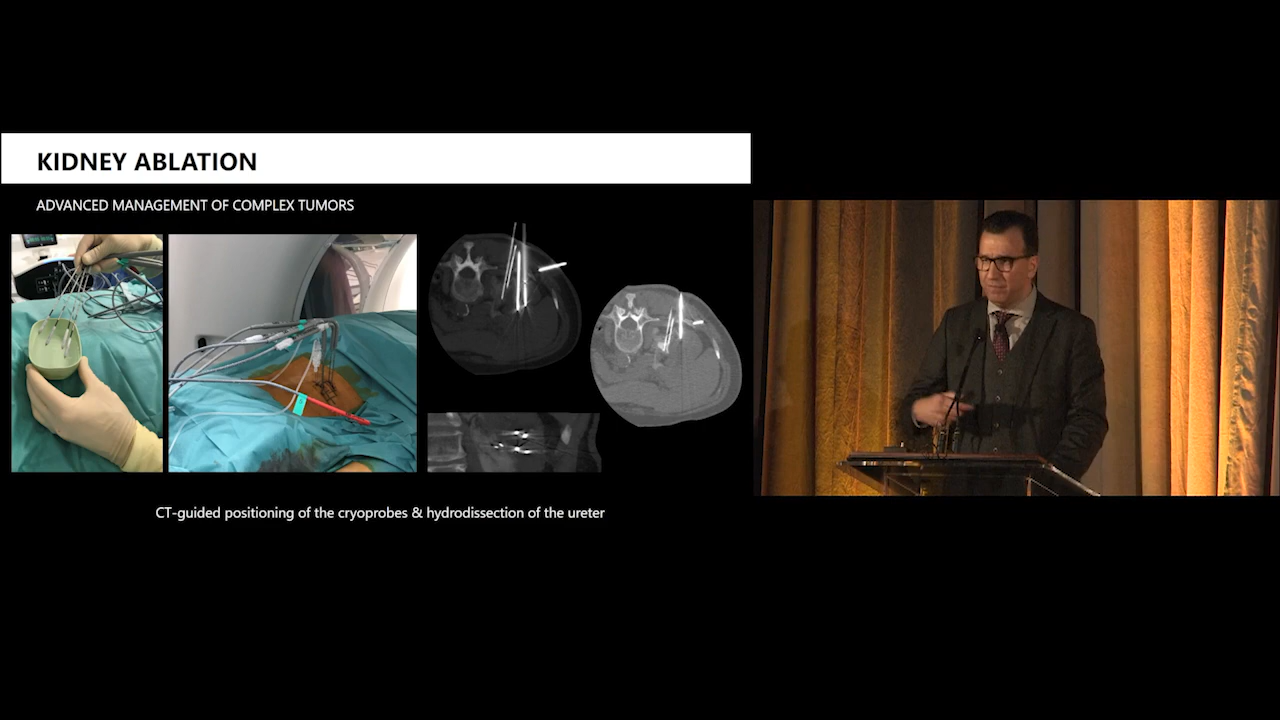 KIDNEY ABLATION
ADVANCED MANAGEMENT OF COMPLEX TUMORS
CT-guided positioning of the cryoprobes & hydrodissection of the ureter